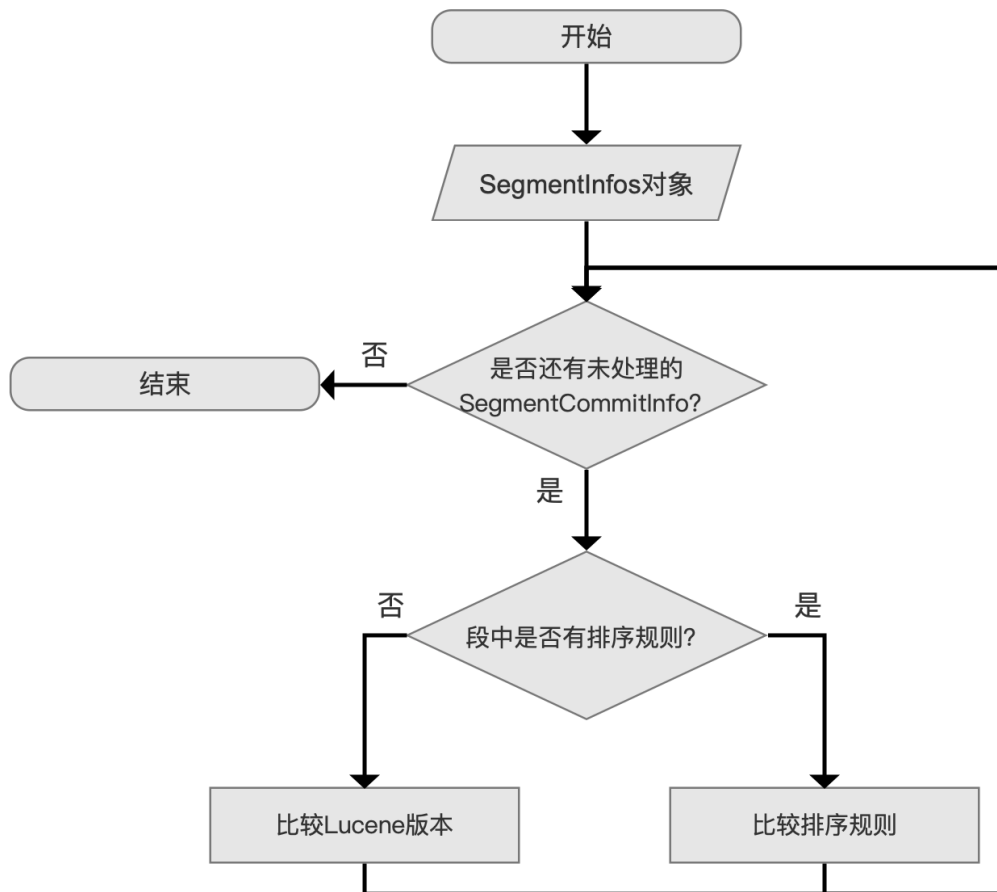 开始
SegmentInfos对象
否
结束
是否还有未处理的
SegmentCommitInfo?
是
否
是
段中是否有排序规则?
比较Lucene版本
比较排序规则